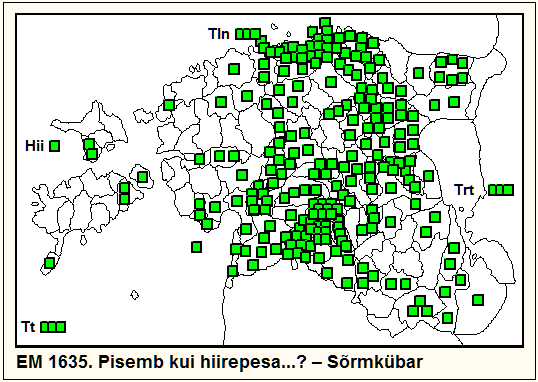 Tln
Hii
Trt
Tt
EM 1635. Pisemb kui hiirepesa...? – Sõrmkübar